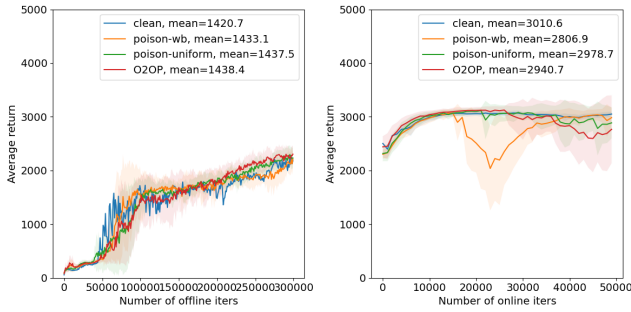 5000
4000
3000
2000
1000
0
Average return
clean, mean=1420.7
poison-wb, mean=1433.1
poison-uniform, mean=1437.5
O2OP, mean=1438.4
0 50000 100000 150000 200000 250000 300000
Number of offline iters
5000
4000
3000
2000
1000
0
Average return
clean, mean=3010.6
poison-wb, mean=2806.9
poison-uniform, mean=2978.7
O2OP, mean=2940.7
0 10000 20000 30000 40000 50000
Number of online iters